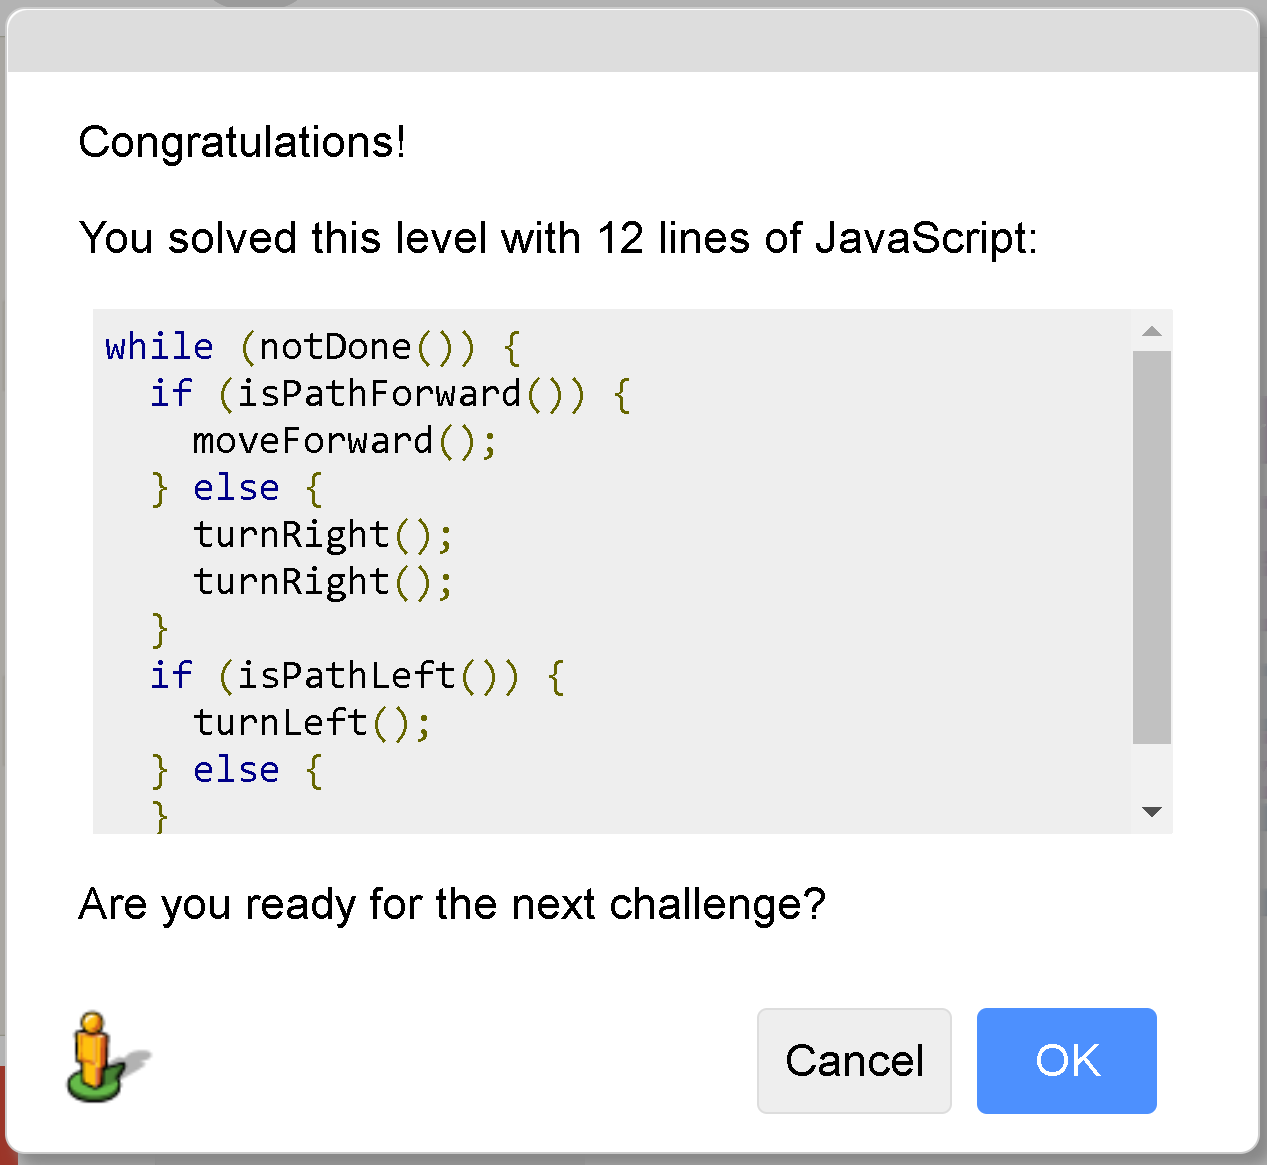 Congratulations!
You solved this level with 12 lines of JavaScript:
while (notDone()) {
  if (isPathForward()) {
    moveForward();
  } else {
    turnRight();
    turnRight();
  }
  if (isPathLeft()) {
    turnLeft();
  } else {
  }
Are you ready for the next challenge?
Cancel
OK